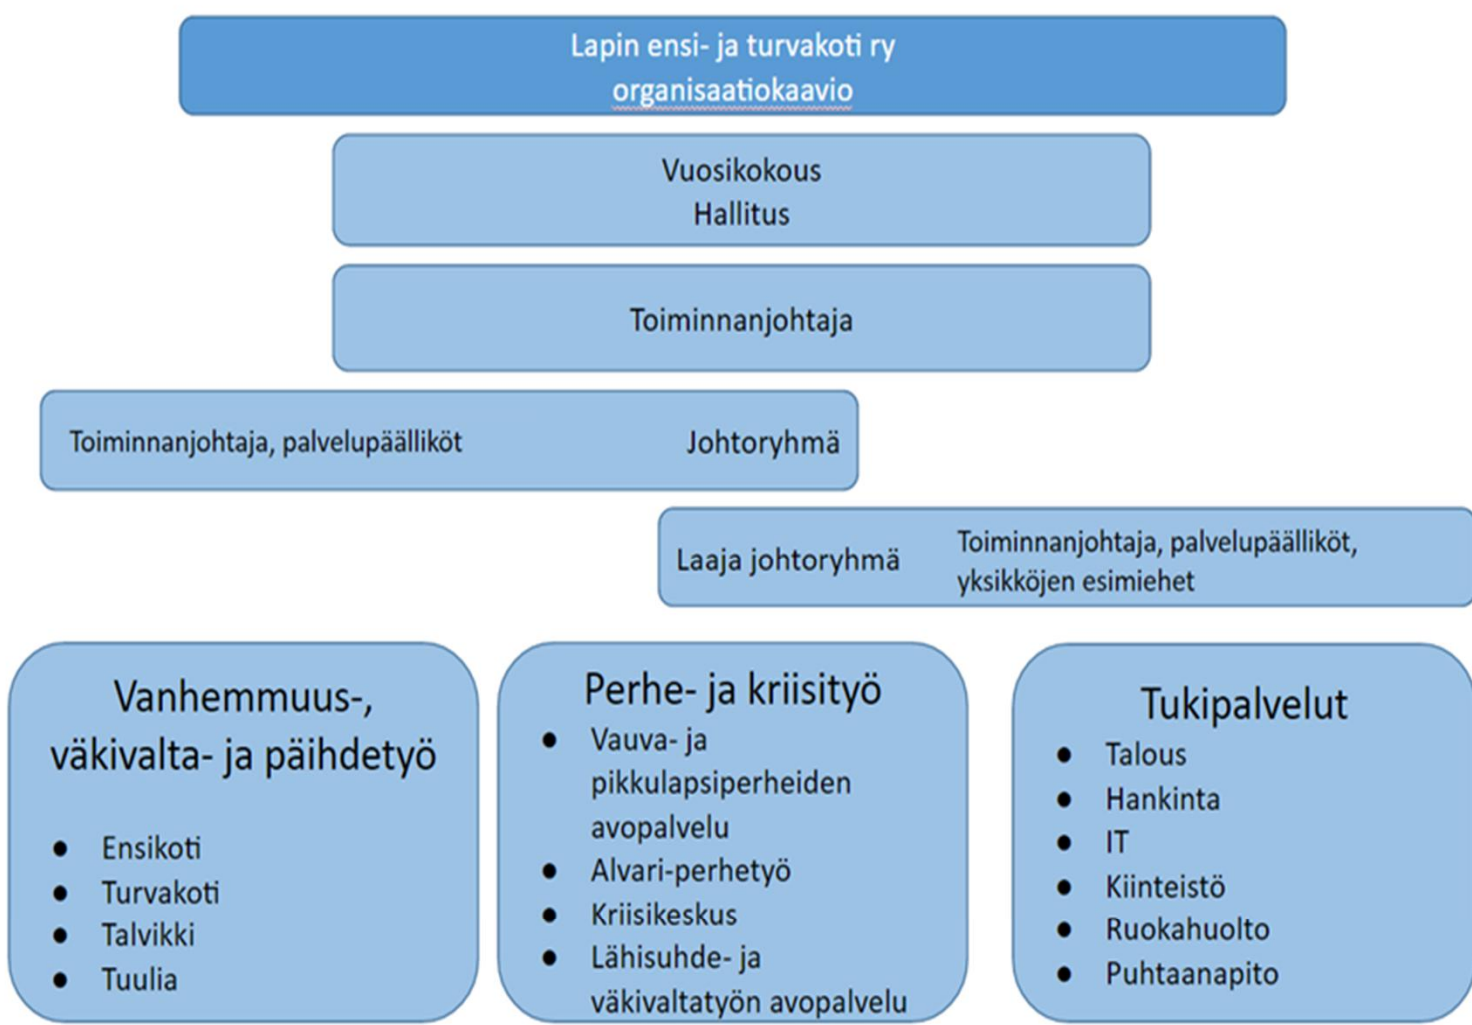 Lapin ensi- ja turvakoti ry
organisaatiokaavio
Vuosikokous
Hallitus
Toiminnanjohtaja
Toiminnanjohtaja, palvelupäälliköt
Johtoryhmä
Laaja johtoryhmä
Toiminnanjohtaja, palvelupäälliköt,
yksikköjen esimiehet
Vanhemmuus-,
väkivalta- ja päihdetyö
● Ensikoti
● Turvakoti
● Talvikki
● Tuulia
Perhe- ja kriisityö
● Vauva- ja
pikkulapsiperheiden
avopalvelu
● Alvari-perhetyö
● Kriisikeskus
● Lähisuhde- ja
väkivaltatyön avopalvelu
Tukipalvelut
● Talous
● Hankinta
● IT
● Kiinteistö
● Ruokahuolto
● Puhtaanapito